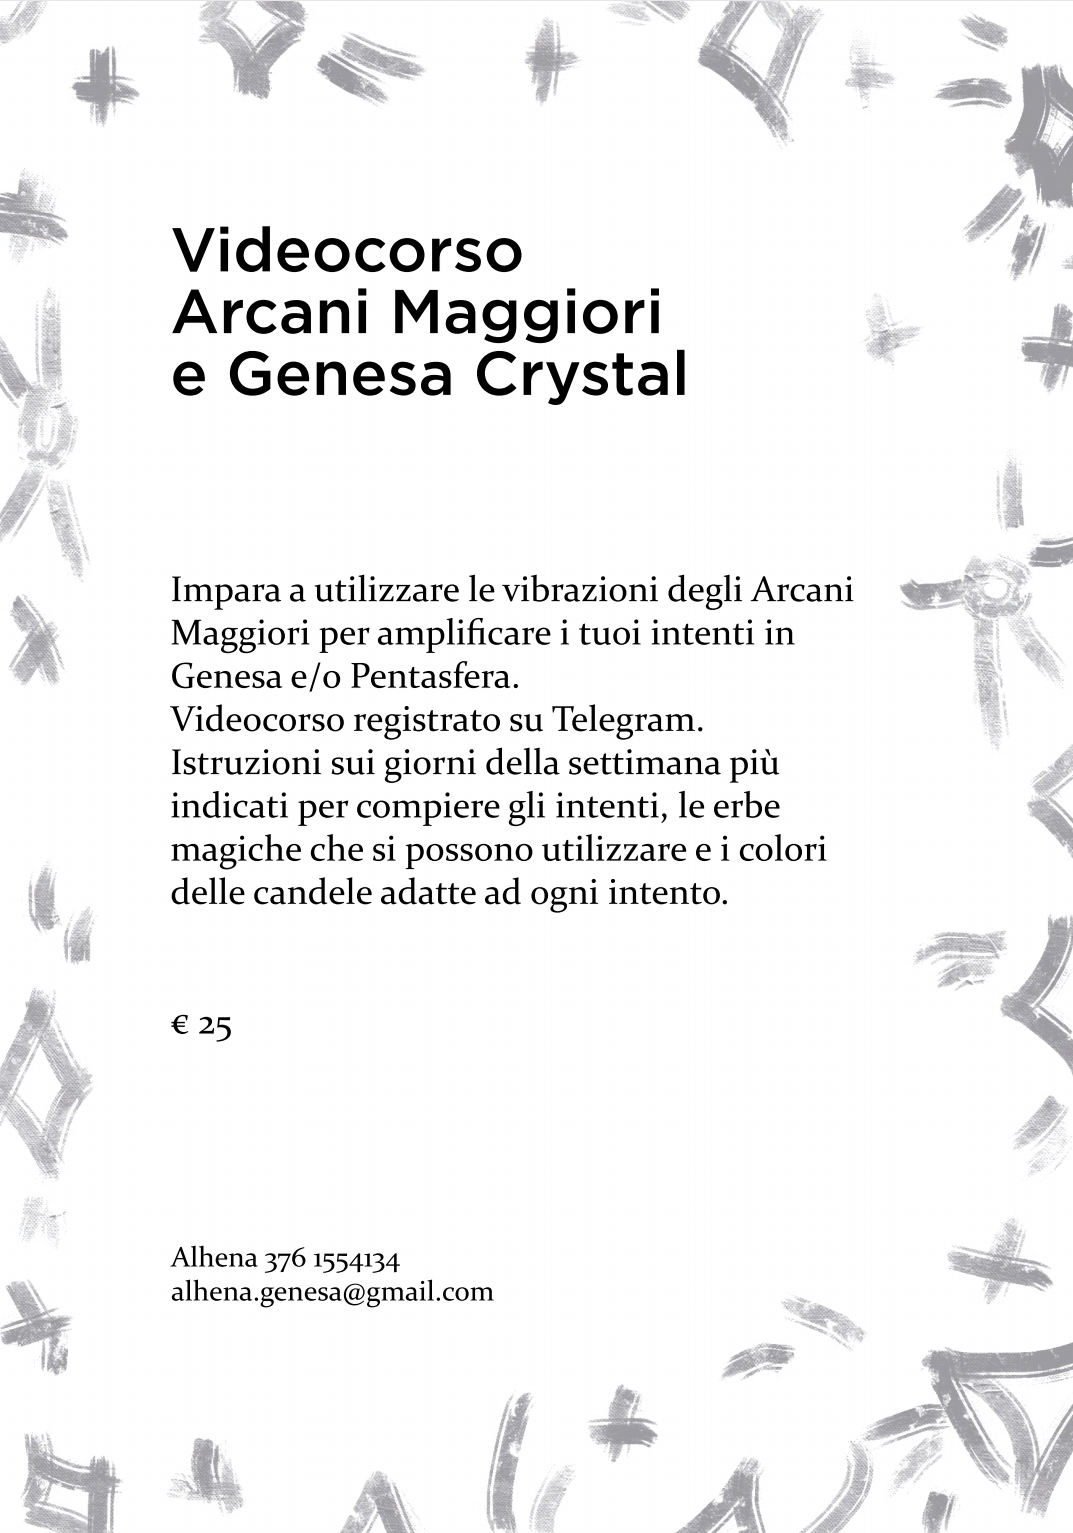 Videocorso
Arcani Maggiori
e Genesa Crystal
Impara a utilizzare le vibrazioni degli Arcani
Maggiori per amplificare i tuoi intenti in
Genesa e/o Pentasfera.
Videocorso registrato su Telegram.
Istruzioni sui giorni della settimana più
indicati per compiere gli intenti, le erbe
magiche che si possono utilizzare e i colori
delle candele adatte ad ogni intento.
€ 25
Alhena 376 1554134
alhena.genesa@gmail.com